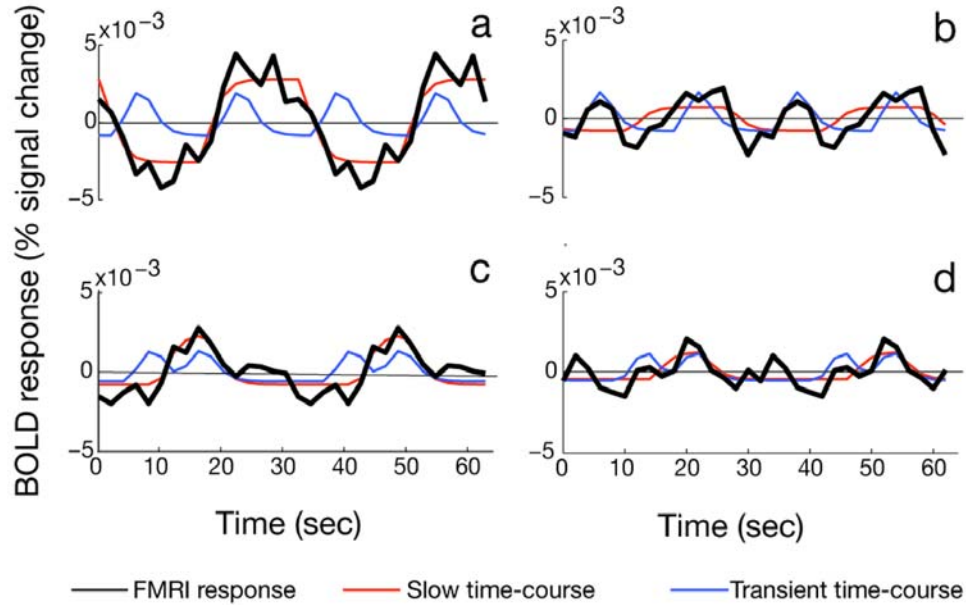 BOLD response (% signal change)
5 x10⁻³ a
0
−5
5 x10⁻³ b
0
−5
5 x10⁻³ c
0
−5
0 10 20 30 40 50 60
Time (sec)
5 x10⁻³ d
0
−5
0 10 20 30 40 50 60
Time (sec)
FMRI response Slow time-course Transient time-course